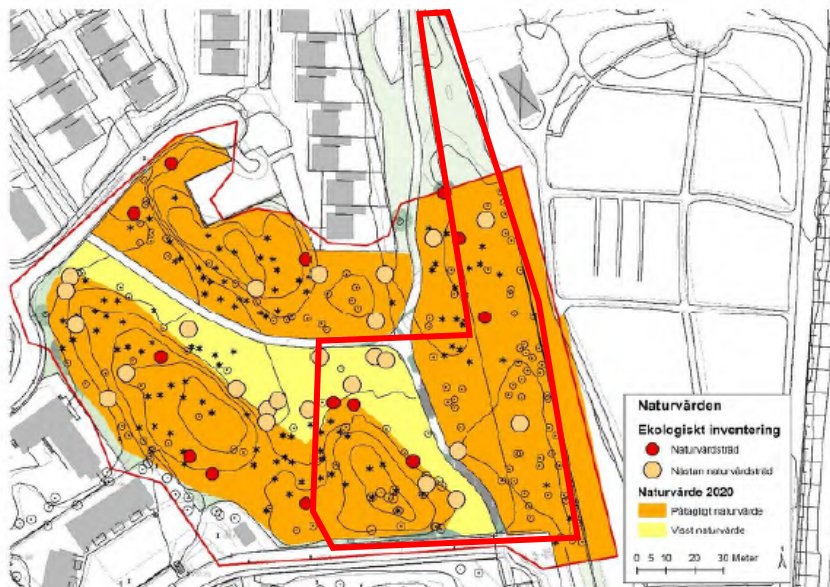 Naturvärden
Ekologiskt inventering
Naturvärdsträd
Nästan naturvärdsträd
Naturvärde 2020
Påtagligt naturvärde
Visst naturvärde
0 5 10 20 30 Meter